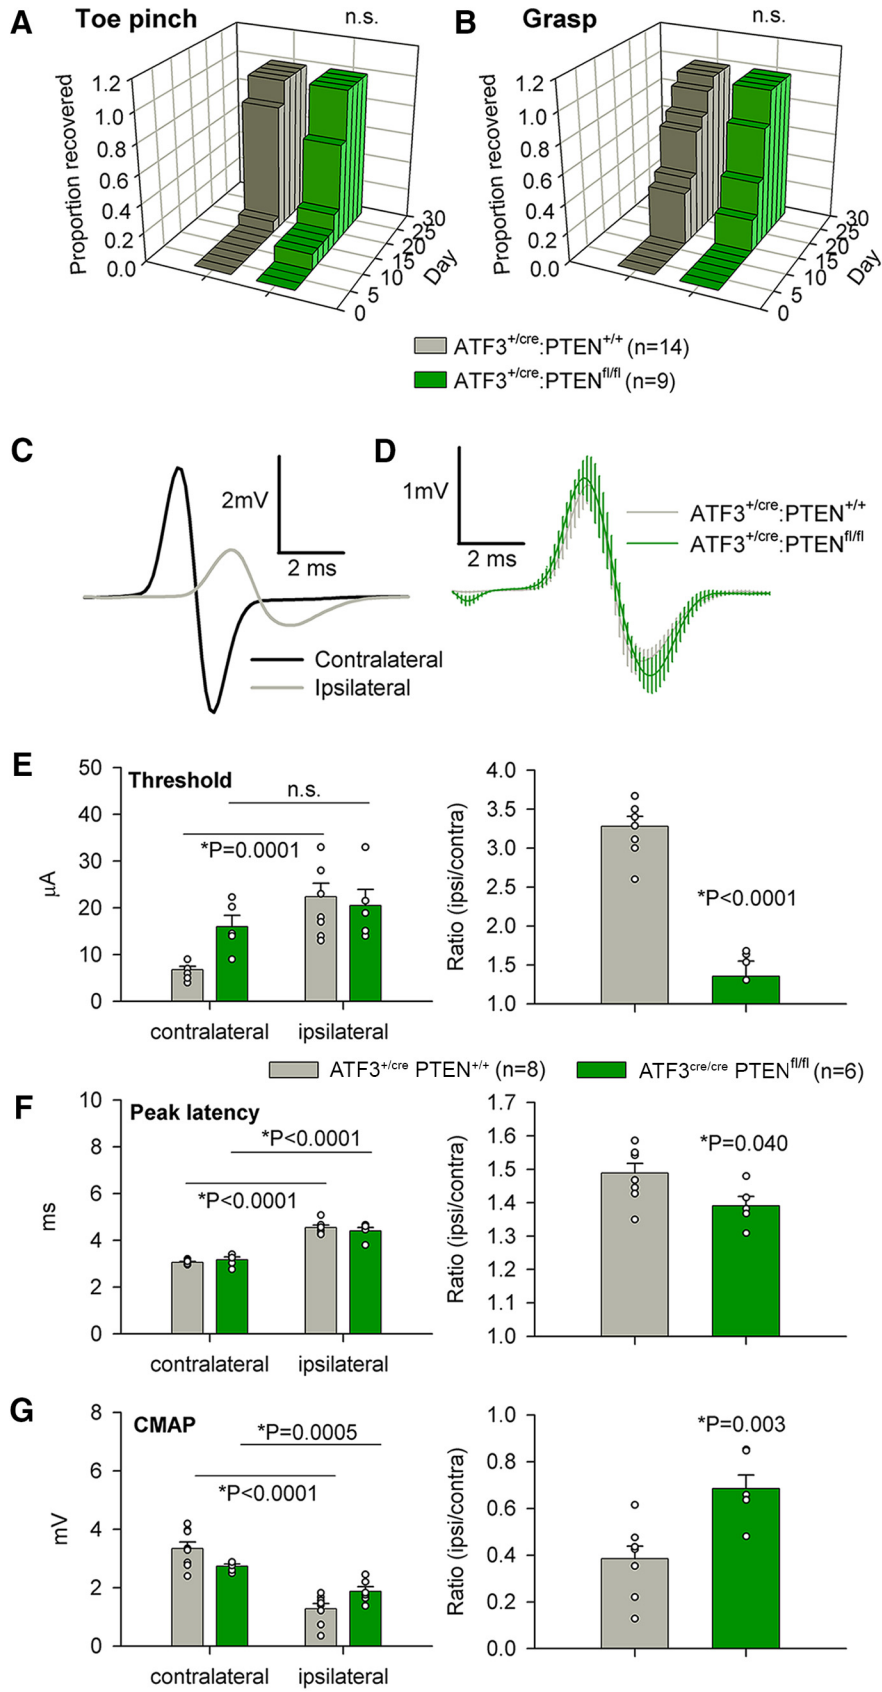 A Toe pinch n.s.
B Grasp n.s.
Proportion recovered
1.2
1.0
0.8
0.6
0.4
0.2
0.0
30
25
20
15
10
5
0
Day
Proportion recovered
1.2
1.0
0.8
0.6
0.4
0.2
0.0
30
25
20
15
10
5
0
Day
ATF3+/cre:PTEN+/+ (n=14)
ATF3+/cre:PTENfl/fl (n=9)
C
2mV
2 ms
Contralateral
Ipsilateral
D
1mV
2 ms
ATF3+/cre:PTEN+/+
ATF3+/cre:PTENfl/fl
E
Threshold
n.s.
*P=0.0001
µA
50
40
30
20
10
0
contralateral ipsilateral
Ratio (ipsi/contra)
4.0
3.5
3.0
2.5
2.0
1.5
1.0
*P<0.0001
ATF3+/cre PTEN+/+ (n=8)
ATF3cre/cre PTENfl/fl (n=6)
F
Peak latency
*P<0.0001
*P<0.0001
ms
10
8
6
4
2
0
contralateral ipsilateral
Ratio (ipsi/contra)
1.7
1.6
1.5
1.4
1.3
1.2
1.1
1.0
*P=0.040
G
CMAP
*P=0.0005
*P<0.0001
mV
8
6
4
2
0
contralateral ipsilateral
Ratio (ipsi/contra)
1.0
0.8
0.6
0.4
0.2
0.0
*P=0.003